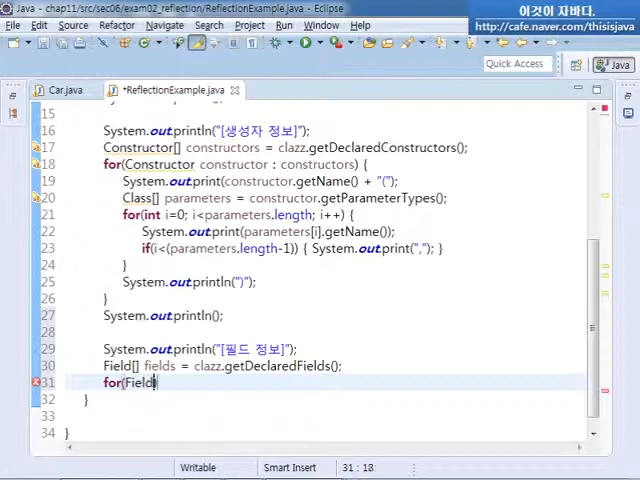 Java - chap11/src/sec06/exam02_reflection/ReflectionExample.java - Eclipse
이것이 자바다.
http://cafe.naver.com/thisisjava
File Edit Source Refactor Navigate Search Project Run Window Help
Quick Access
Java
Car.java *ReflectionExample.java
15
16 System.out.println("[생성자 정보]");
17 Constructor[] constructors = clazz.getDeclaredConstructors();
18 for(Constructor constructor : constructors) {
19 System.out.print(constructor.getName() + "(");
20 Class[] parameters = constructor.getParameterTypes();
21 for(int i=0; i<parameters.length; i++) {
22 System.out.print(parameters[i].getName());
23 if(i<(parameters.length-1)) { System.out.print(","); }
24 }
25 System.out.println(")");
26 }
27 System.out.println();
28
29 System.out.println("[필드 정보]");
30 Field[] fields = clazz.getDeclaredFields();
31 for(Field)
32 }
33
34 }
Writable Smart Insert 31 : 18